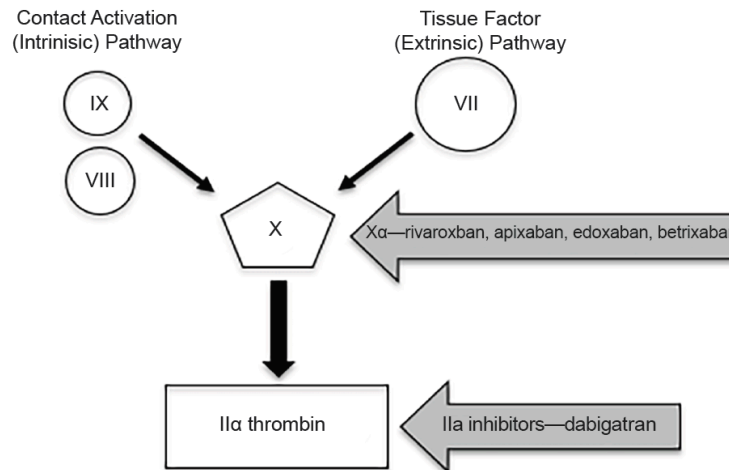 Contact Activation
(Intrinisic) Pathway
Tissue Factor
(Extrinsic) Pathway
IX
VII
VIII
X
Xα—rivaroxban, apixaban, edoxaban, betrixaban
IIα thrombin
IIa inhibitors—dabigatran